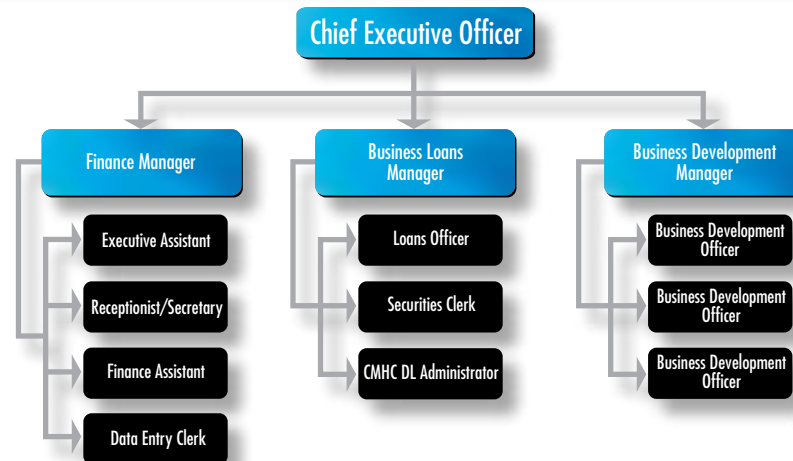 Chief Executive Officer
Finance Manager
Business Loans
Manager
Business Development
Manager
Executive Assistant
Receptionist/Secretary
Finance Assistant
Data Entry Clerk
Loans Officer
Securities Clerk
CMHC DL Administrator
Business Development
Officer
Business Development
Officer
Business Development
Officer